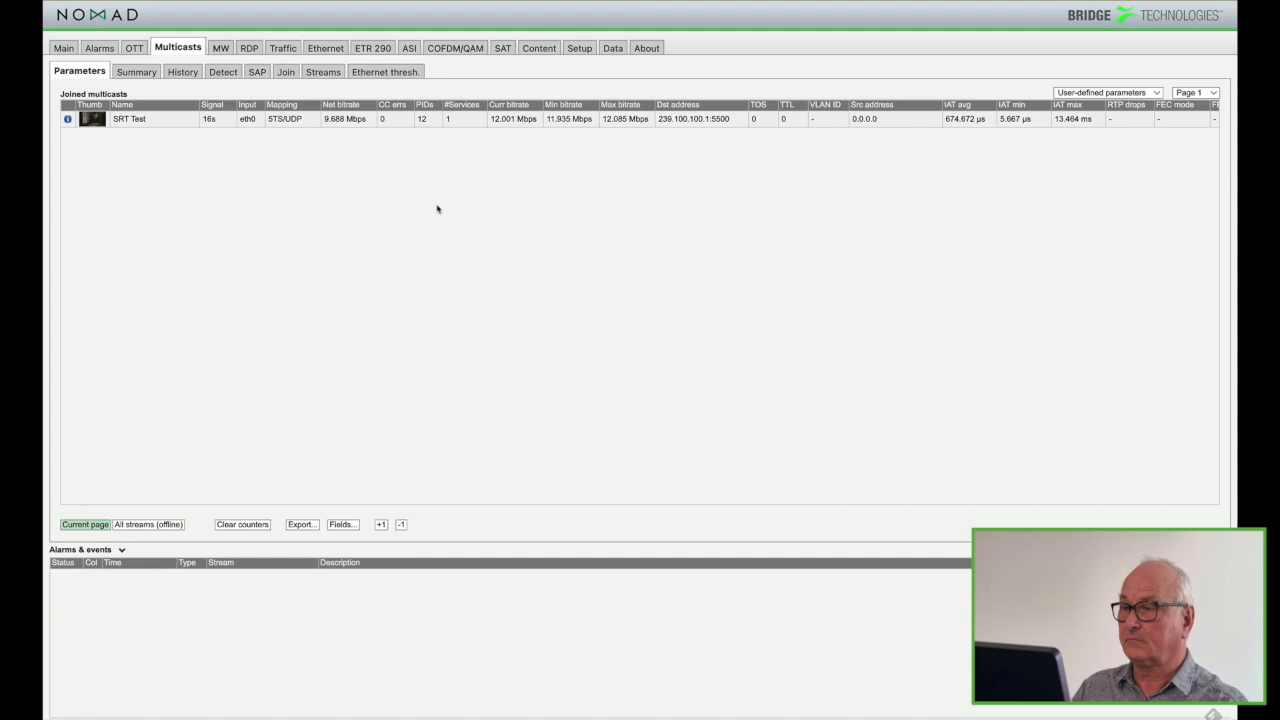 NOMAD BRIDGE TECHNOLOGIES
Main Alarms OTT Multicasts MW RDP Traffic Ethernet ETR 290 ASI COFDM/QAM SAT Content Setup Data About
Parameters Summary History Detect SAP Join Streams Ethernet thresh.
Joined multicasts User-defined parameters Page 1
Thumb Name Signal Input Mapping Net bitrate CC errs PIDs #Services Curr bitrate Min bitrate Max bitrate Dst address TOS TTL VLAN ID Src address IAT avg IAT min IAT max RTP drops FEC mode
SRT Test 16s eth0 5TS/UDP 9.688 Mbps 0 12 1 12.001 Mbps 11.935 Mbps 12.085 Mbps 239.100.100.1:5500 0 0 - 0.0.0.0 674.672 µs 5.667 µs 13.464 ms - - -
Current page All streams (offline) Clear counters Export... Fields... +1 -1
Alarms & events
Status Col Time Type Stream Description